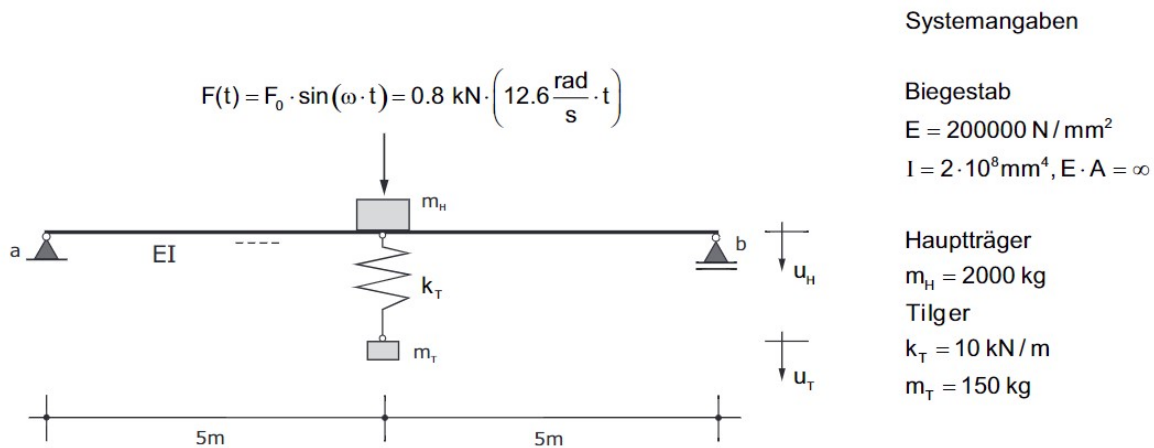 Systemangaben
F(t) = F₀ · sin(ω · t) = 0.8 kN · (12.6 rad/s · t)
Biegestab
E = 200000 N / mm²
I = 2 · 10⁸ mm⁴, E · A = ∞
m_H
a
EI
b
u_H
k_T
m_T
u_T
Hauptträger
m_H = 2000 kg
Tilger
k_T = 10 kN / m
m_T = 150 kg
5m
5m